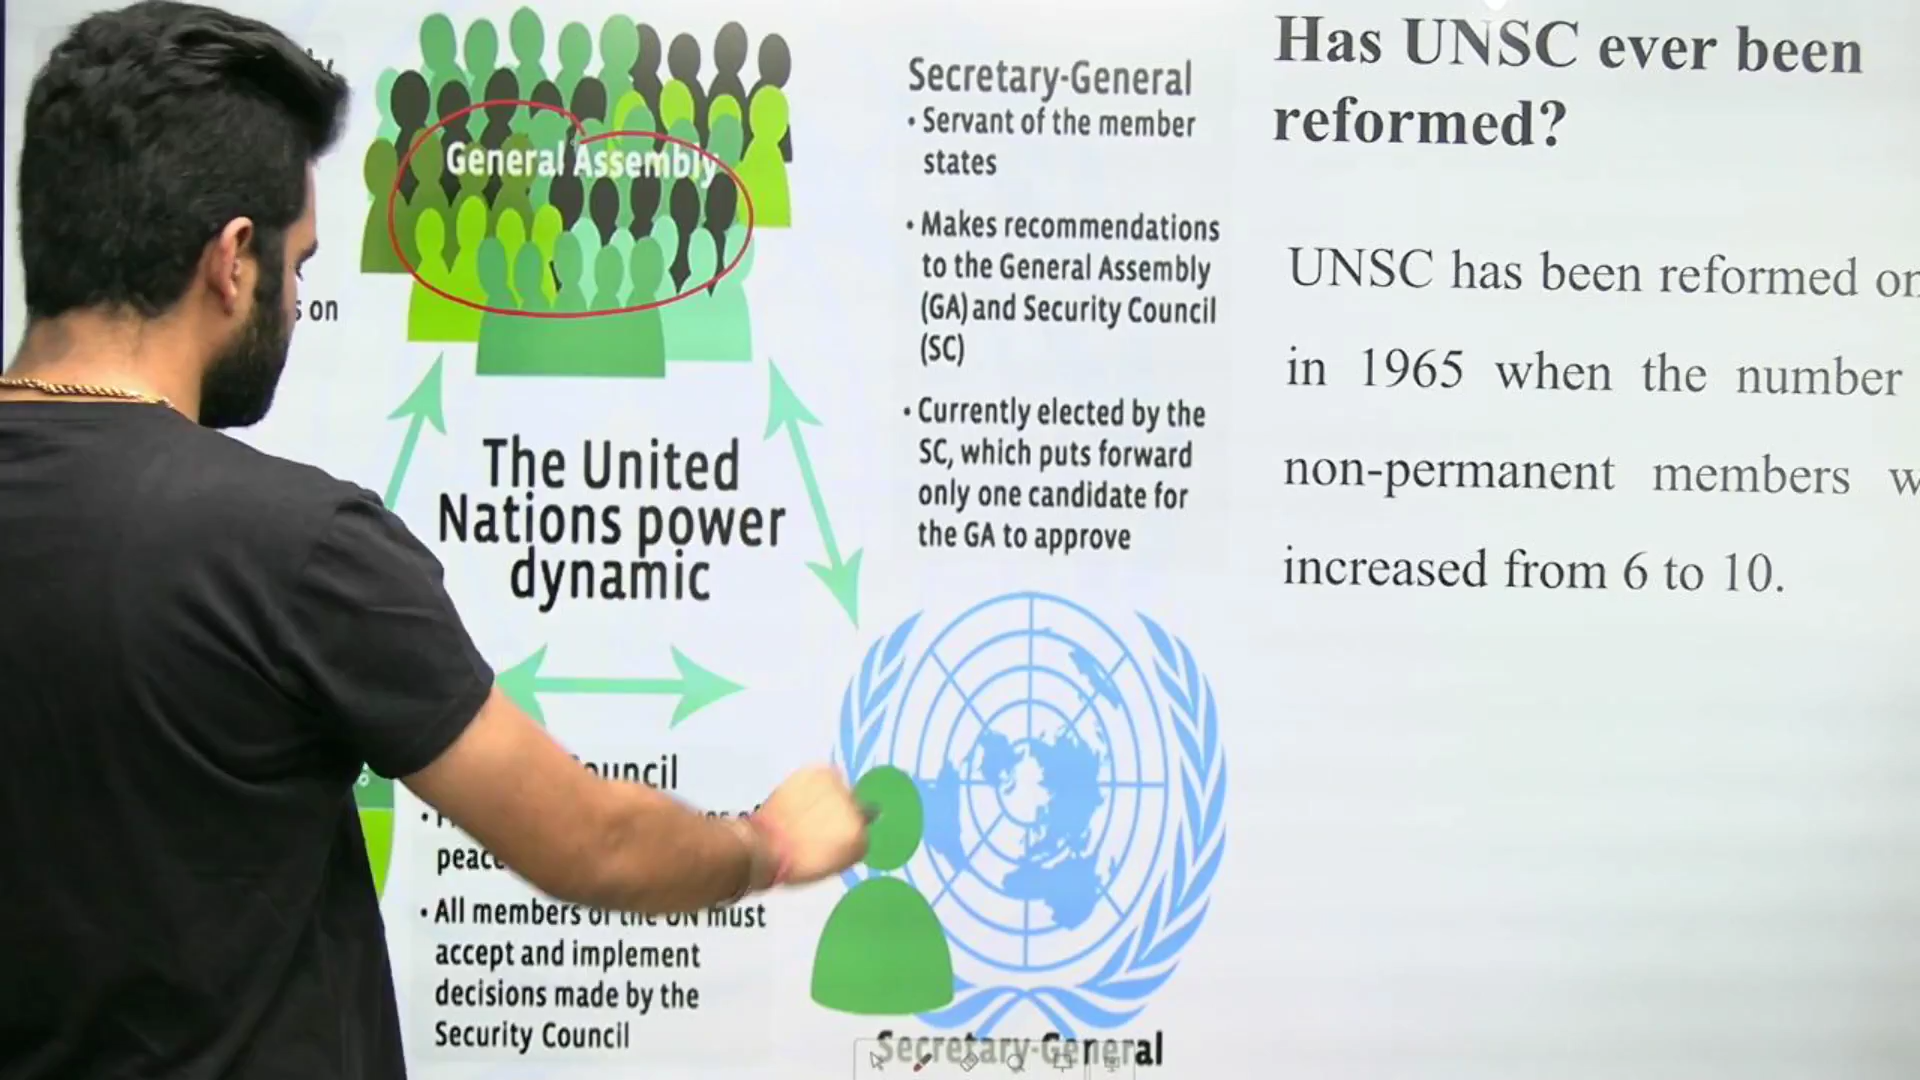 s on
General Assembly
The United
Nations power
dynamic
peace
• All members of the UN must
accept and implement
decisions made by the
Security Council
Secretary-General
• Servant of the member
states
• Makes recommendations
to the General Assembly
(GA) and Security Council
(SC)
• Currently elected by the
SC, which puts forward
only one candidate for
the GA to approve
Secretary-General
Has UNSC ever been
reformed?
UNSC has been reformed
in 1965 when the number
non-permanent members
increased from 6 to 10.